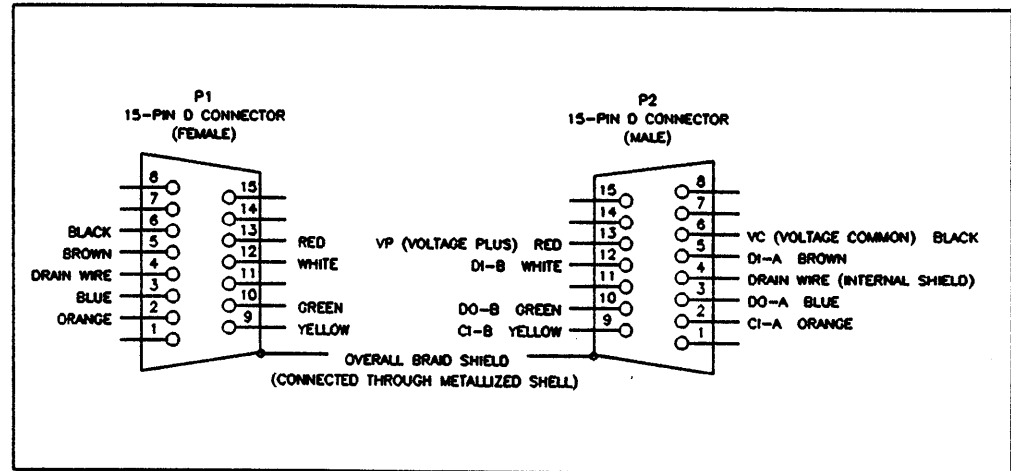 P1
15-PIN D CONNECTOR
(FEMALE)
8
7
BLACK 6
BROWN 5
DRAIN WIRE 4
BLUE 3
ORANGE 2
1
15
14
13 RED
12 WHITE
11
10 GREEN
9 YELLOW
P2
15-PIN D CONNECTOR
(MALE)
15
14
VP (VOLTAGE PLUS) RED 13
DI-B WHITE 12
11
DO-B GREEN 10
CI-B YELLOW 9
8
7
6 VC (VOLTAGE COMMON) BLACK
5 DI-A BROWN
4 DRAIN WIRE (INTERNAL SHIELD)
3 DO-A BLUE
2 CI-A ORANGE
1
OVERALL BRAID SHIELD
(CONNECTED THROUGH METALLIZED SHELL)